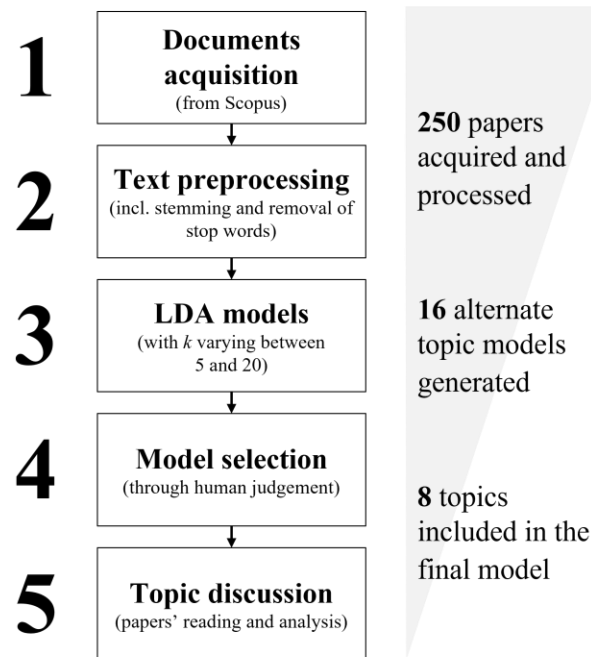 1
Documents
acquisition
(from Scopus)
2
Text preprocessing
(incl. stemming and removal of
stop words)
250 papers
acquired and
processed
3
LDA models
(with k varying between
5 and 20)
16 alternate
topic models
generated
4
Model selection
(through human judgement)
8 topics
included in the
final model
5
Topic discussion
(papers’ reading and analysis)